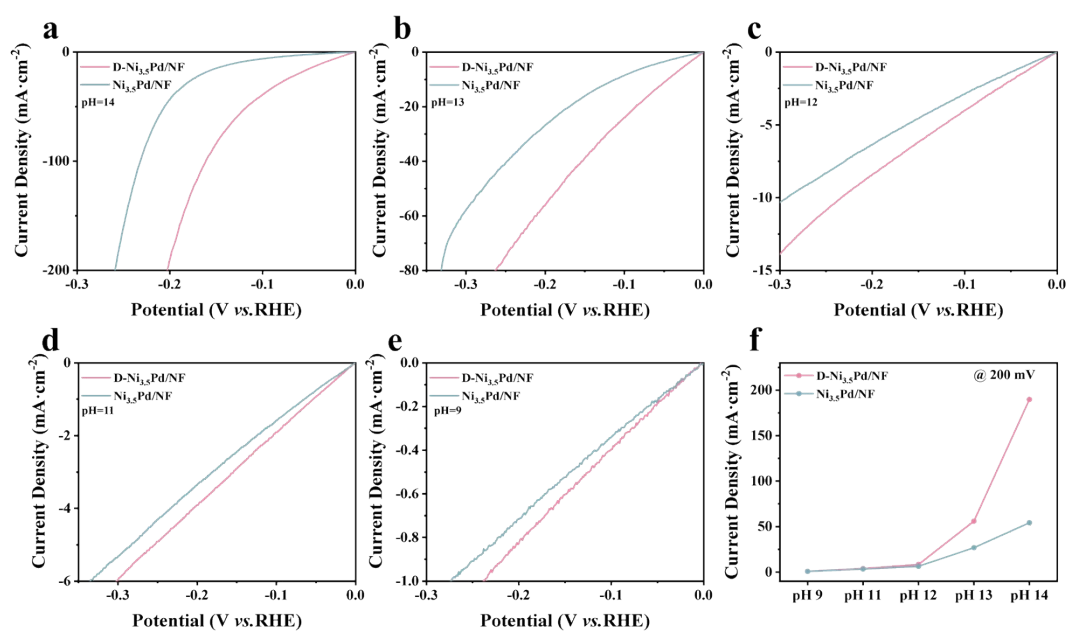 a
0
-100
-200
Current Density (mA·cm-2)
D-Ni3.5Pd/NF
Ni3.5Pd/NF
pH=14
-0.3 -0.2 -0.1 0.0
Potential (V vs.RHE)
b
0
-20
-40
-60
-80
Current Density (mA·cm-2)
D-Ni3.5Pd/NF
Ni3.5Pd/NF
pH=13
-0.3 -0.2 -0.1 0.0
Potential (V vs.RHE)
c
0
-5
-10
-15
Current Density (mA·cm-2)
D-Ni3.5Pd/NF
Ni3.5Pd/NF
pH=12
-0.3 -0.2 -0.1 0.0
Potential (V vs.RHE)
d
0
-2
-4
-6
Current Density (mA·cm-2)
D-Ni3.5Pd/NF
Ni3.5Pd/NF
pH=11
-0.3 -0.2 -0.1 0.0
Potential (V vs.RHE)
e
0.0
-0.2
-0.4
-0.6
-0.8
-1.0
Current Density (mA·cm-2)
D-Ni3.5Pd/NF
Ni3.5Pd/NF
pH=9
-0.3 -0.2 -0.1 0.0
Potential (V vs.RHE)
f
200
150
100
50
0
Current Density (mA·cm-2)
D-Ni3.5Pd/NF
Ni3.5Pd/NF
@ 200 mV
pH 9 pH 11 pH 12 pH 13 pH 14